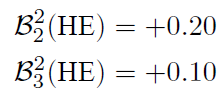 ℬ₂²(HE) = +0.20
ℬ₃²(HE) = +0.10